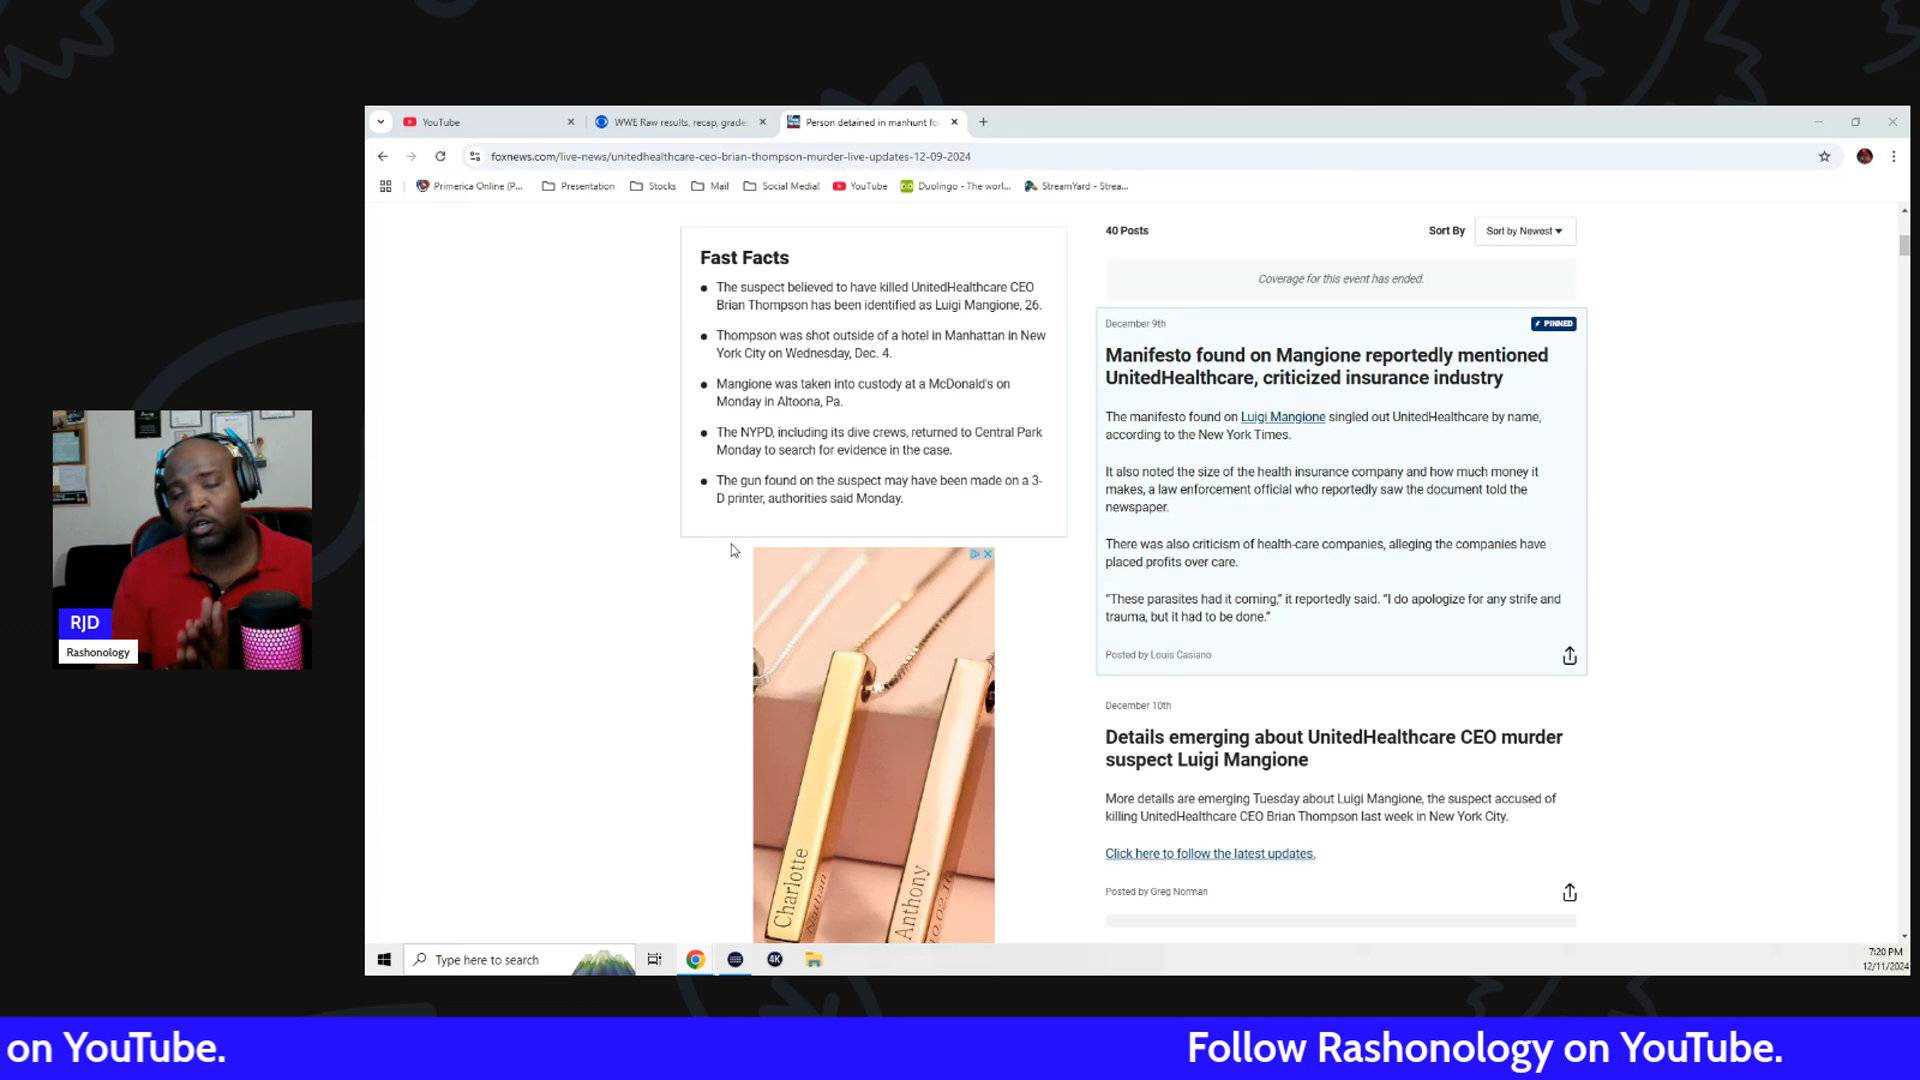 YouTube
WWE Raw results, recap, grade
Person detained in manhunt fo
foxnews.com/live-news/unitedhealthcare-ceo-brian-thompson-murder-live-updates-12-09-2024
Primerica Online (P...
Presentation
Stocks
Mail
Social Media!
YouTube
Duolingo - The worl...
StreamYard - Strea...
Fast Facts
The suspect believed to have killed UnitedHealthcare CEO
Brian Thompson has been identified as Luigi Mangione, 26.
Thompson was shot outside of a hotel in Manhattan in New
York City on Wednesday, Dec. 4.
Mangione was taken into custody at a McDonald's on
Monday in Altoona, Pa.
The NYPD, including its dive crews, returned to Central Park
Monday to search for evidence in the case.
The gun found on the suspect may have been made on a 3-
D printer, authorities said Monday.
Charlotte
Nathan
Anthony
10.02.16
40 Posts
Sort By
Sort by Newest
Coverage for this event has ended.
December 9th
PINNED
Manifesto found on Mangione reportedly mentioned
UnitedHealthcare, criticized insurance industry
The manifesto found on Luigi Mangione singled out UnitedHealthcare by name,
according to the New York Times.
It also noted the size of the health insurance company and how much money it
makes, a law enforcement official who reportedly saw the document told the
newspaper.
There was also criticism of health-care companies, alleging the companies have
placed profits over care.
"These parasites had it coming," it reportedly said. "I do apologize for any strife and
trauma, but it had to be done."
Posted by Louis Casiano
December 10th
Details emerging about UnitedHealthcare CEO murder
suspect Luigi Mangione
More details are emerging Tuesday about Luigi Mangione, the suspect accused of
killing UnitedHealthcare CEO Brian Thompson last week in New York City.
Click here to follow the latest updates.
Posted by Greg Norman
RJD
Rashonology
Type here to search
4K
7:20 PM
12/11/2024
on YouTube.
Follow Rashonology on YouTube.